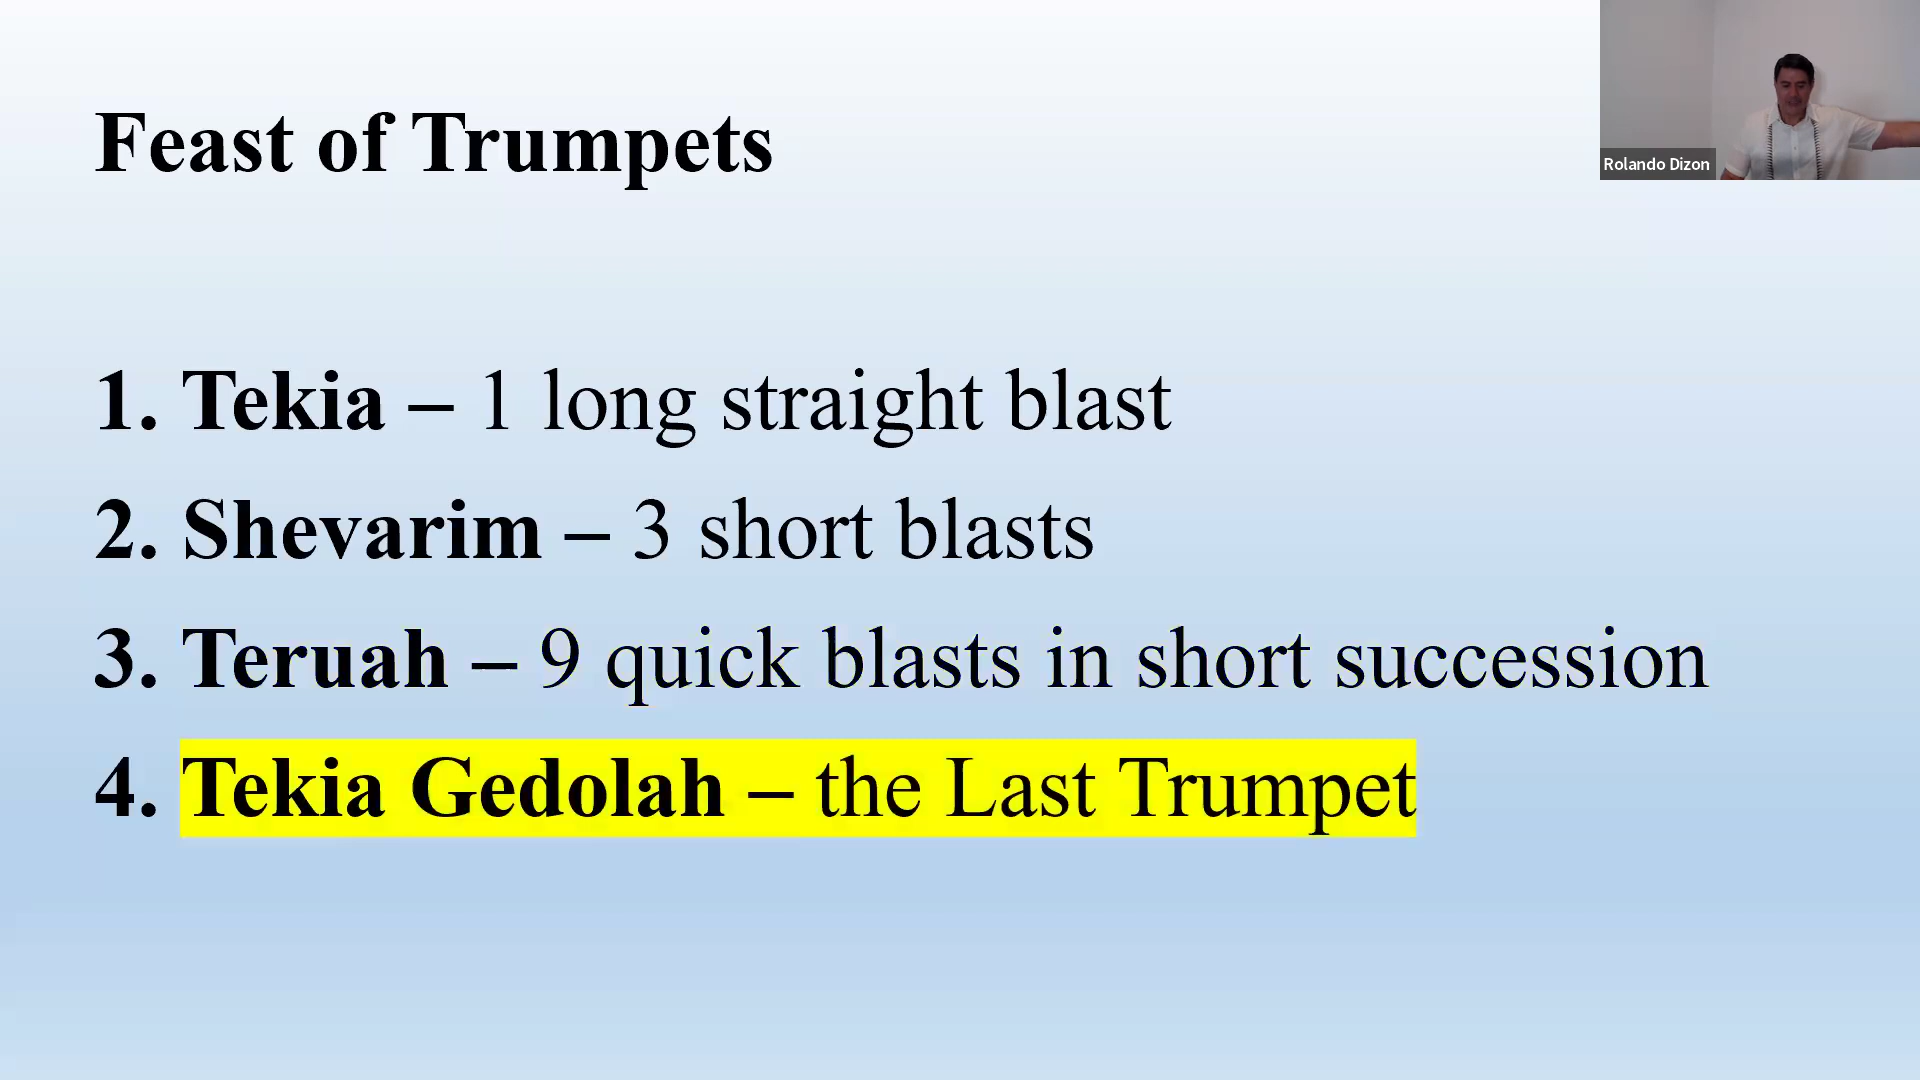 Feast of Trumpets
Rolando Dizon
1. Tekia – 1 long straight blast
2. Shevarim – 3 short blasts
3. Teruah – 9 quick blasts in short succession
4. Tekia Gedolah – the Last Trumpet